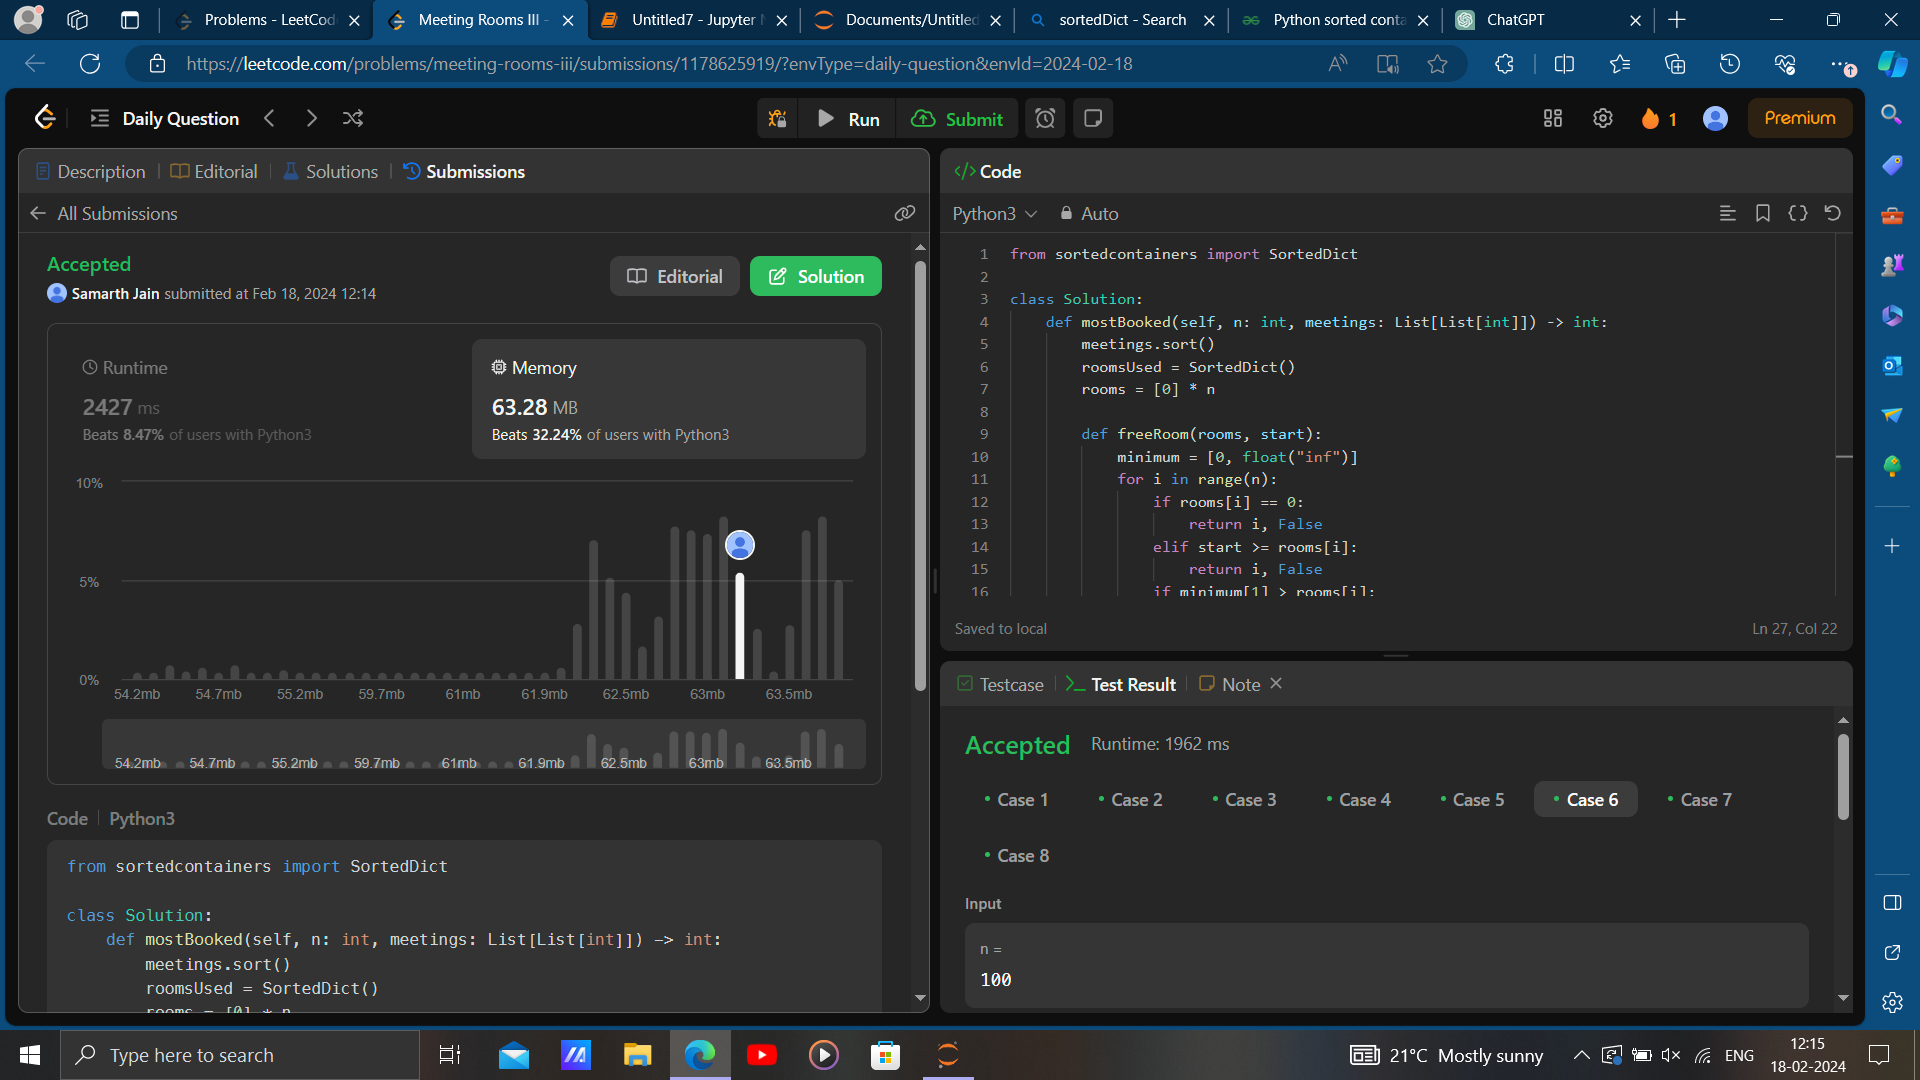 Problems - LeetCod
Meeting Rooms III -
Untitled7 - Jupyter
Documents/Untitled
sortedDict - Search
Python sorted conta
ChatGPT
https://leetcode.com/problems/meeting-rooms-iii/submissions/1178625919/?envType=daily-question&envId=2024-02-18
Daily Question
Run
Submit
1
Premium
Description
Editorial
Solutions
Submissions
All Submissions
Accepted
Samarth Jain submitted at Feb 18, 2024 12:14
Editorial
Solution
Runtime
2427 ms
Beats 8.47% of users with Python3
Memory
63.28 MB
Beats 32.24% of users with Python3
10%
5%
0%
54.2mb 54.7mb 55.2mb 59.7mb 61mb 61.9mb 62.5mb 63mb 63.5mb
54.2mb 54.7mb 55.2mb 59.7mb 61mb 61.9mb 62.5mb 63mb 63.5mb
Code | Python3
from sortedcontainers import SortedDict
class Solution:
def mostBooked(self, n: int, meetings: List[List[int]]) -> int:
meetings.sort()
roomsUsed = SortedDict()
rooms = [0] * n
</> Code
Python3
Auto
1 from sortedcontainers import SortedDict
2
3 class Solution:
4 def mostBooked(self, n: int, meetings: List[List[int]]) -> int:
5 meetings.sort()
6 roomsUsed = SortedDict()
7 rooms = [0] * n
8
9 def freeRoom(rooms, start):
10 minimum = [0, float("inf")]
11 for i in range(n):
12 if rooms[i] == 0:
13 return i, False
14 elif start >= rooms[i]:
15 return i, False
16 if minimum[1] > rooms[i]:
Saved to local
Ln 27, Col 22
Testcase
Test Result
Note
Accepted
Runtime: 1962 ms
Case 1
Case 2
Case 3
Case 4
Case 5
Case 6
Case 7
Case 8
Input
n =
100
Type here to search
21°C Mostly sunny
ENG
12:15
18-02-2024